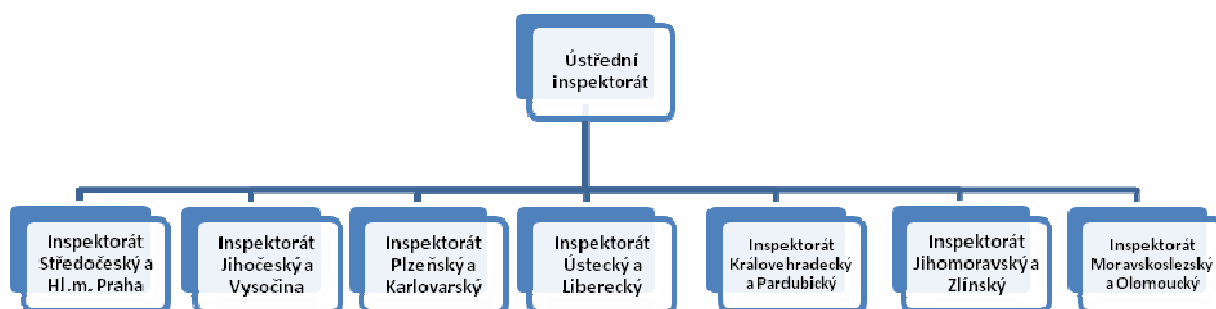 Ústřední
inspektorát
Inspektorát
Středočeský a
Hl.m. Praha
Inspektorát
Jihočeský a
Vysočina
Inspektorát
Plzeňský a
Karlovarský
Inspektorát
Ústecký a
Liberecký
Inspektorát
Královehradecký
a Pardubický
Inspektorát
Jihomoravský a
Zlínský
Inspektorát
Moravskoslezský
a Olomoucký